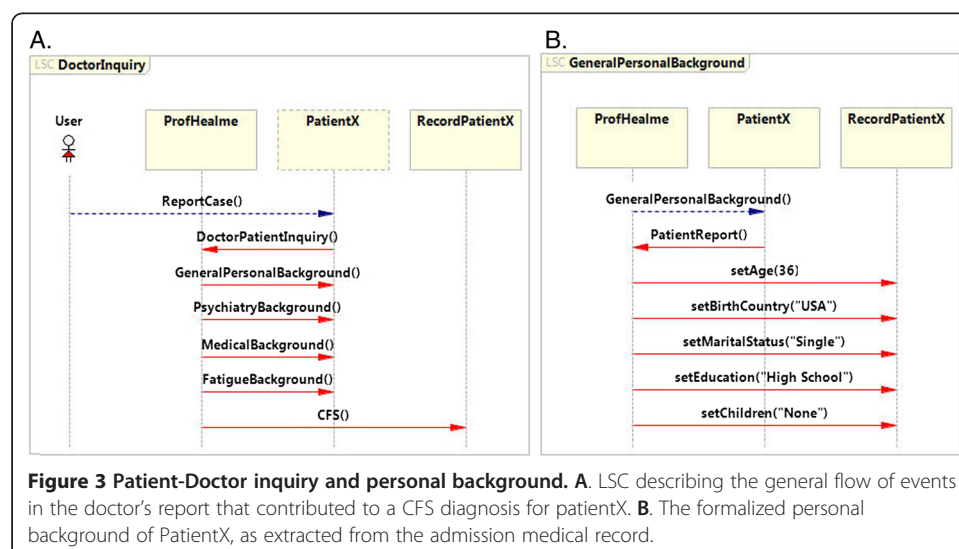 A.
LSC DoctorInquiry
User
ProfHealme
PatientX
RecordPatientX
ReportCase()
DoctorPatientInquiry()
GeneralPersonalBackground()
PsychiatryBackground()
MedicalBackground()
FatigueBackground()
CFS()
B.
LSC GeneralPersonalBackground
ProfHealme
PatientX
RecordPatientX
GeneralPersonalBackground()
PatientReport()
setAge(36)
setBirthCountry("USA")
setMaritalStatus("Single")
setEducation("High School")
setChildren("None")
Figure 3 Patient-Doctor inquiry and personal background. A. LSC describing the general flow of events
in the doctor's report that contributed to a CFS diagnosis for patientX. B. The formalized personal
background of PatientX, as extracted from the admission medical record.